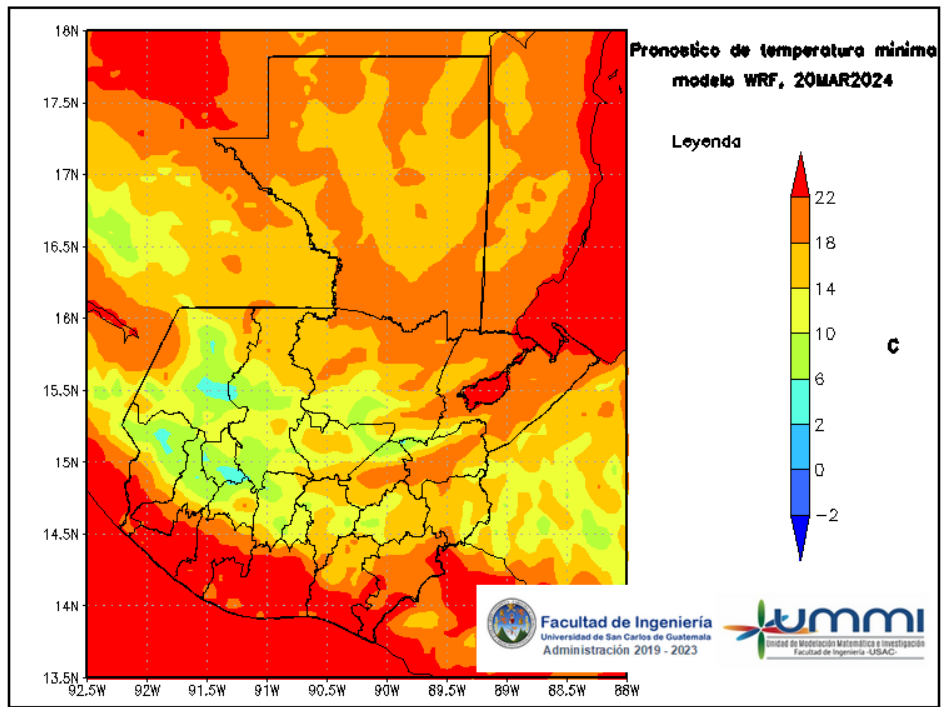 Pronostico de temperatura minima
modelo WRF, 20MAR2024
Leyenda
22
18
14
10
6
2
0
−2
C
18N
17.5N
17N
16.5N
16N
15.5N
15N
14.5N
14N
13.5N
92.5W 92W 91.5W 91W 90.5W 90W 89.5W 89W 88.5W 88W
Facultad de Ingeniería
Universidad de San Carlos de Guatemala
Administración 2019 - 2023
ummi
Unidad de Modelación Matemática e Investigación
Facultad de Ingeniería -USAC-